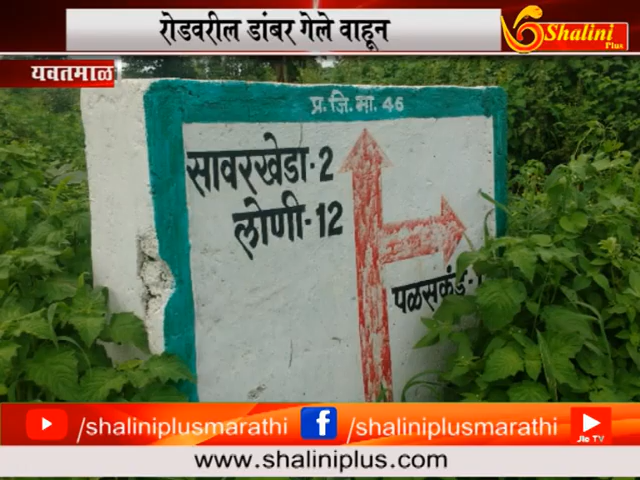 रोडवरील डांबर गेले वाहून
Shalini
Plus
यवतमाळ
प्र.जि.मा. 46
सावरखेडा-2
लोणी-12
पळसकुंड-
/shaliniplusmarathi
/shaliniplusmarathi
Jio TV
www.shaliniplus.com